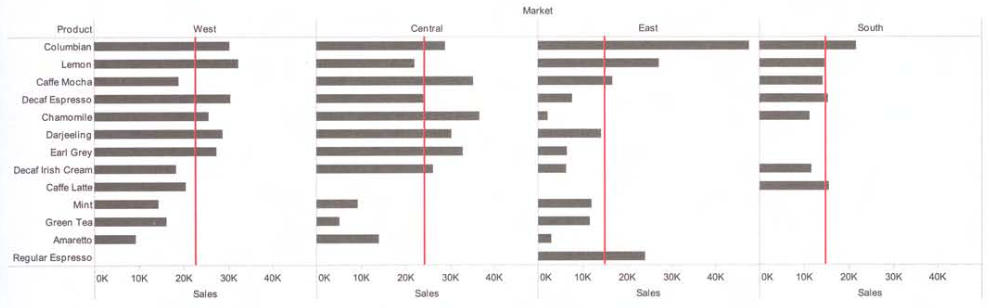 Market
Product West Central East South
Columbian
Lemon
Caffe Mocha
Decaf Espresso
Chamomile
Darjeeling
Earl Grey
Decaf Irish Cream
Caffe Latte
Mint
Green Tea
Amaretto
Regular Espresso
0K 10K 20K 30K 40K 0K 10K 20K 30K 40K 0K 10K 20K 30K 40K 0K 10K 20K 30K 40K
Sales Sales Sales Sales